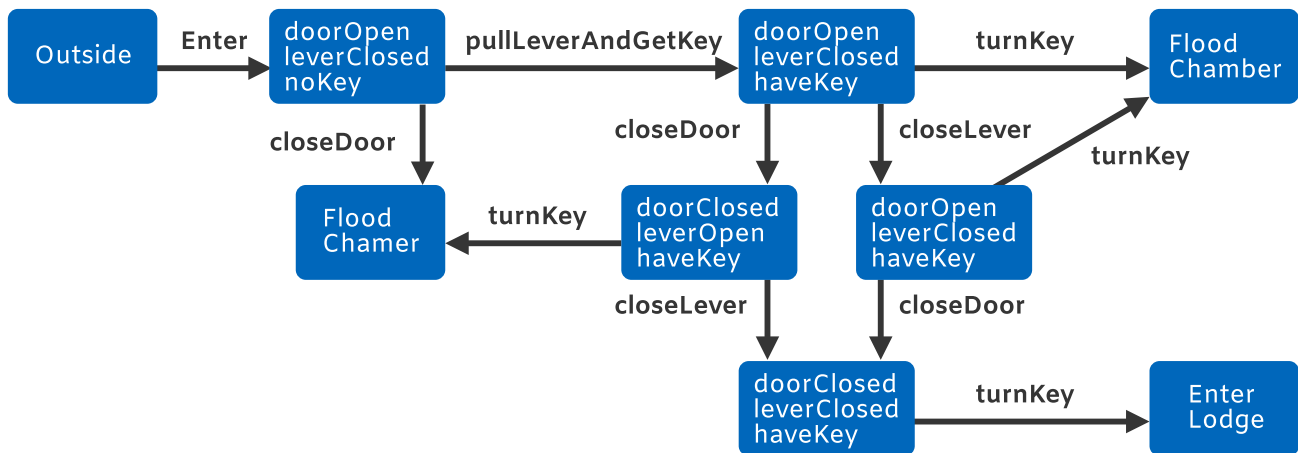 Outside
Enter
doorOpen
leverClosed
noKey
pullLeverAndGetKey
doorOpen
leverClosed
haveKey
turnKey
Flood
Chamber
closeDoor
closeDoor
closeLever
turnKey
Flood
Chamer
turnKey
doorClosed
leverOpen
haveKey
doorOpen
leverClosed
haveKey
closeLever
closeDoor
doorClosed
leverClosed
haveKey
turnKey
Enter
Lodge